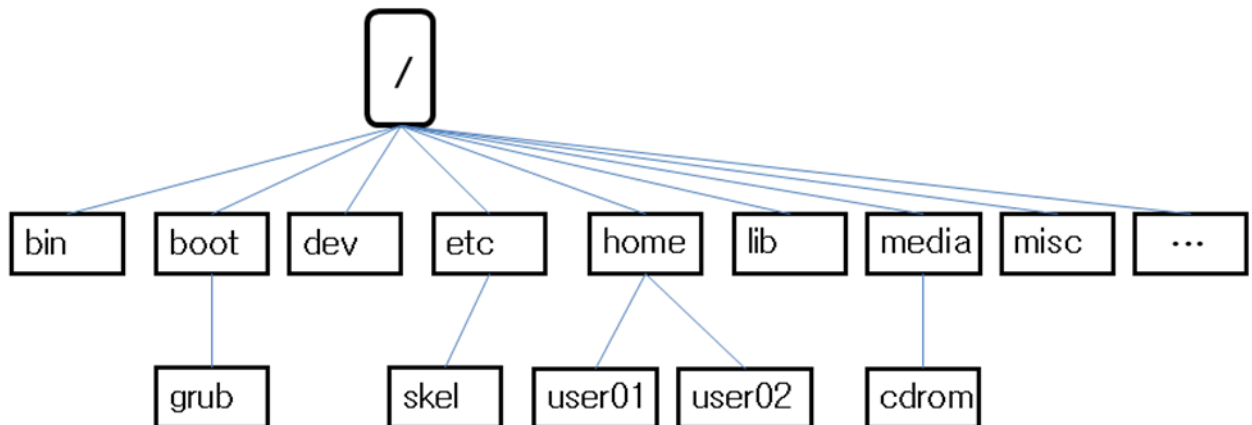 /
bin boot dev etc home lib media misc ...
grub skel user01 user02 cdrom